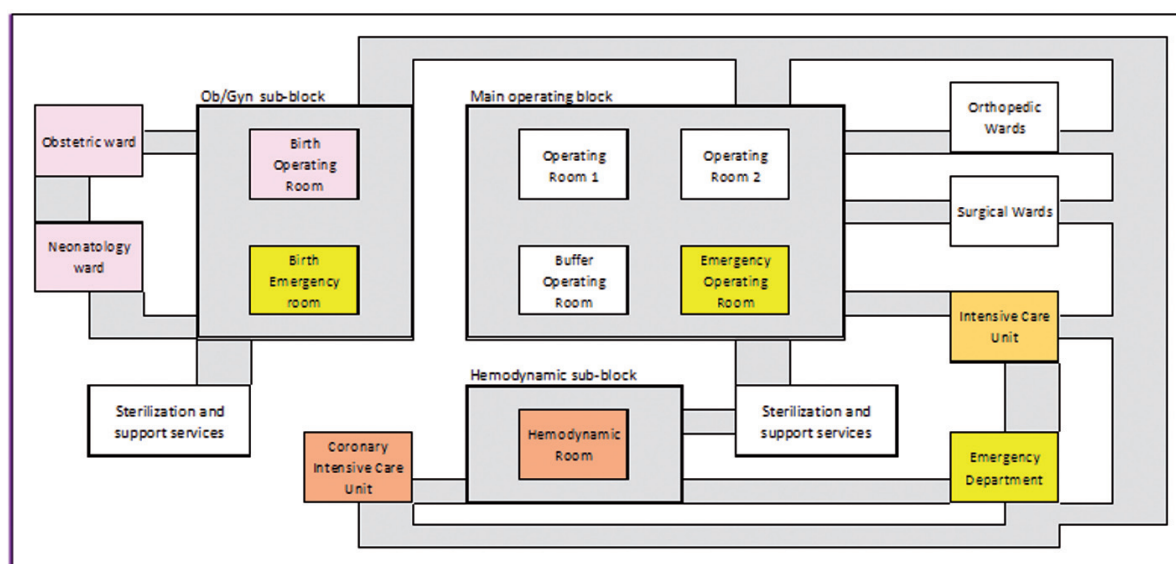 Ob/Gyn sub-block
Main operating block
Obstetric ward
Birth
Operating
Room
Operating
Room 1
Operating
Room 2
Orthopedic
Wards
Neonatology
ward
Birth
Emergency
room
Buffer
Operating
Room
Emergency
Operating
Room
Surgical Wards
Intensive Care
Unit
Hemodynamic sub-block
Sterilization and
support services
Coronary
Intensive Care
Unit
Hemodynamic
Room
Sterilization and
support services
Emergency
Department